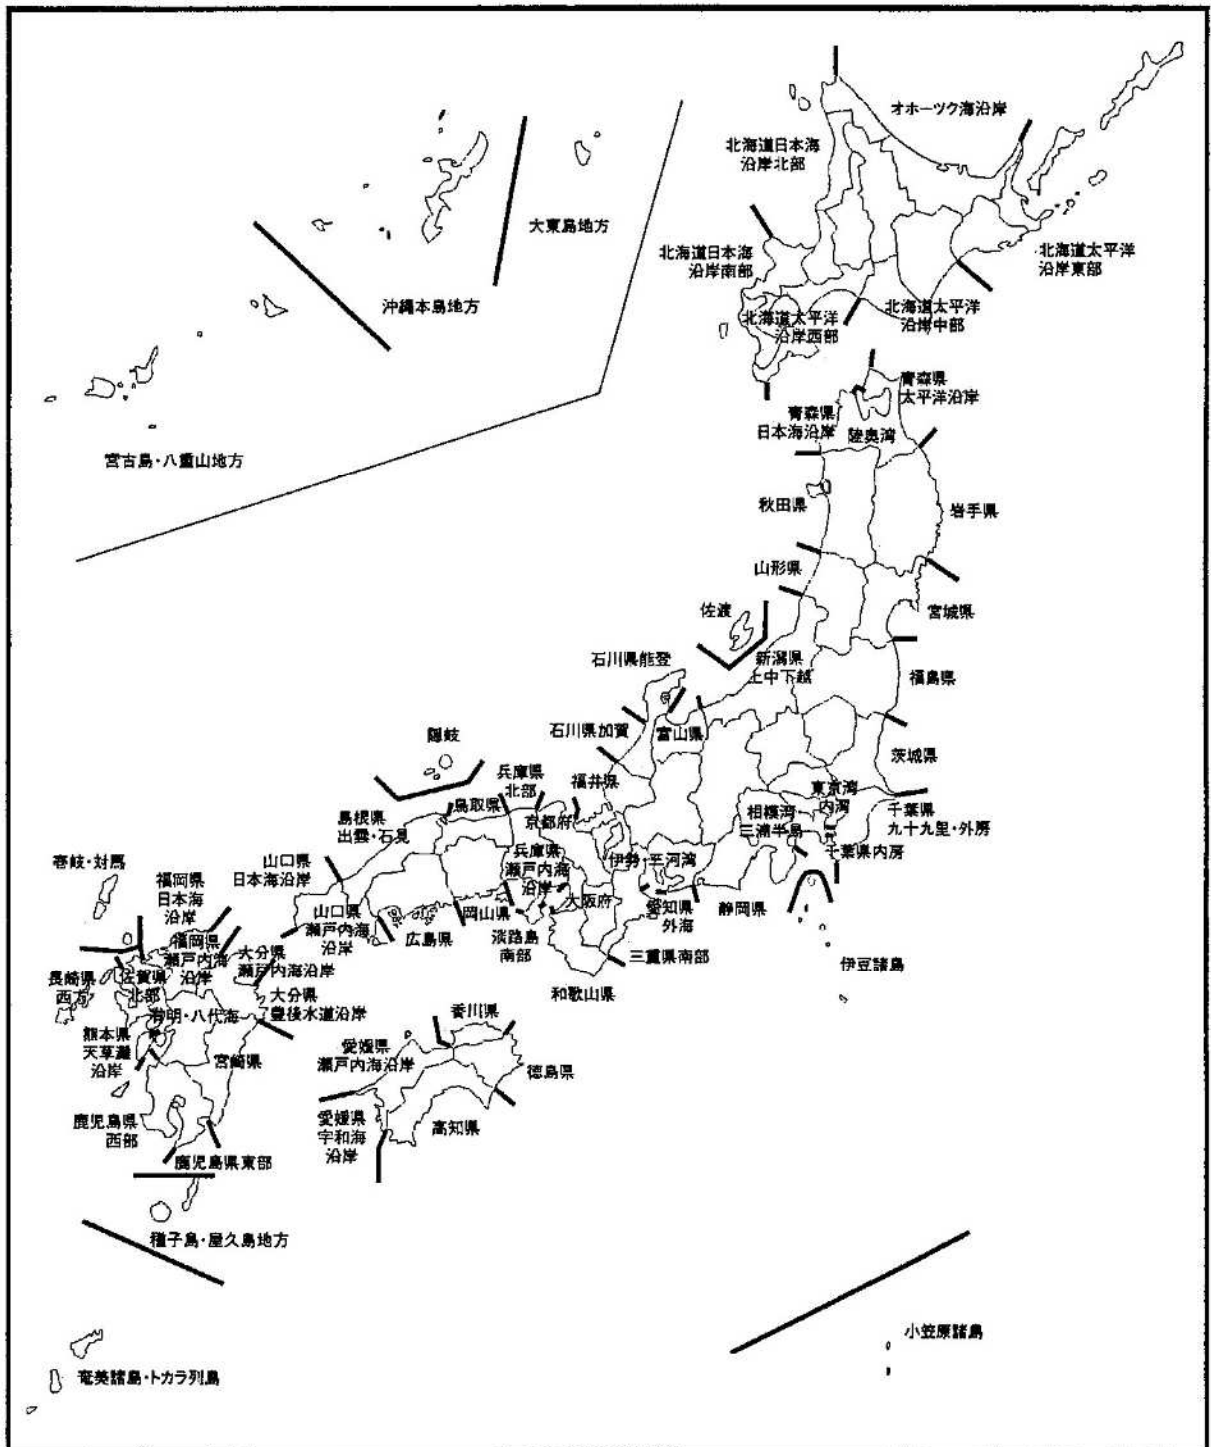 オホーツク海沿岸
北海道日本海
沿岸北部
大東島地方
北海道日本海
沿岸南部
北海道太平洋
沿岸東部
沖縄本島地方
北海道太平洋
沿岸西部
北海道太平洋
沿岸中部
青森県
太平洋沿岸
青森県
日本海沿岸
陸奥湾
宮古島・八重山地方
秋田県
岩手県
山形県
佐渡
宮城県
石川県能登
新潟県
上中下越
福島県
石川県加賀
富山県
隠岐
茨城県
兵庫県
北部
福井県
東京湾
内湾
鳥取県
島根県
出雲・石見
京都府
相模湾
三浦半島
千葉県
九十九里・外房
千葉県内房
壱岐・対馬
山口県
日本海沿岸
兵庫県
瀬戸内海
沿岸
伊勢・三河湾
福岡県
日本海
沿岸
山口県
瀬戸内海
沿岸
広島県
岡山県
大阪府
愛知県
外海
静岡県
淡路島
南部
福岡県
瀬戸内海
沿岸
大分県
瀬戸内海沿岸
三重県南部
伊豆諸島
長崎県
西方
佐賀県
北部
大分県
豊後水道沿岸
和歌山県
有明・八代海
香川県
熊本県
天草灘
沿岸
宮崎県
愛媛県
瀬戸内海沿岸
徳島県
鹿児島県
西部
愛媛県
宇和海
沿岸
高知県
鹿児島県東部
種子島・屋久島地方
小笠原諸島
奄美諸島・トカラ列島